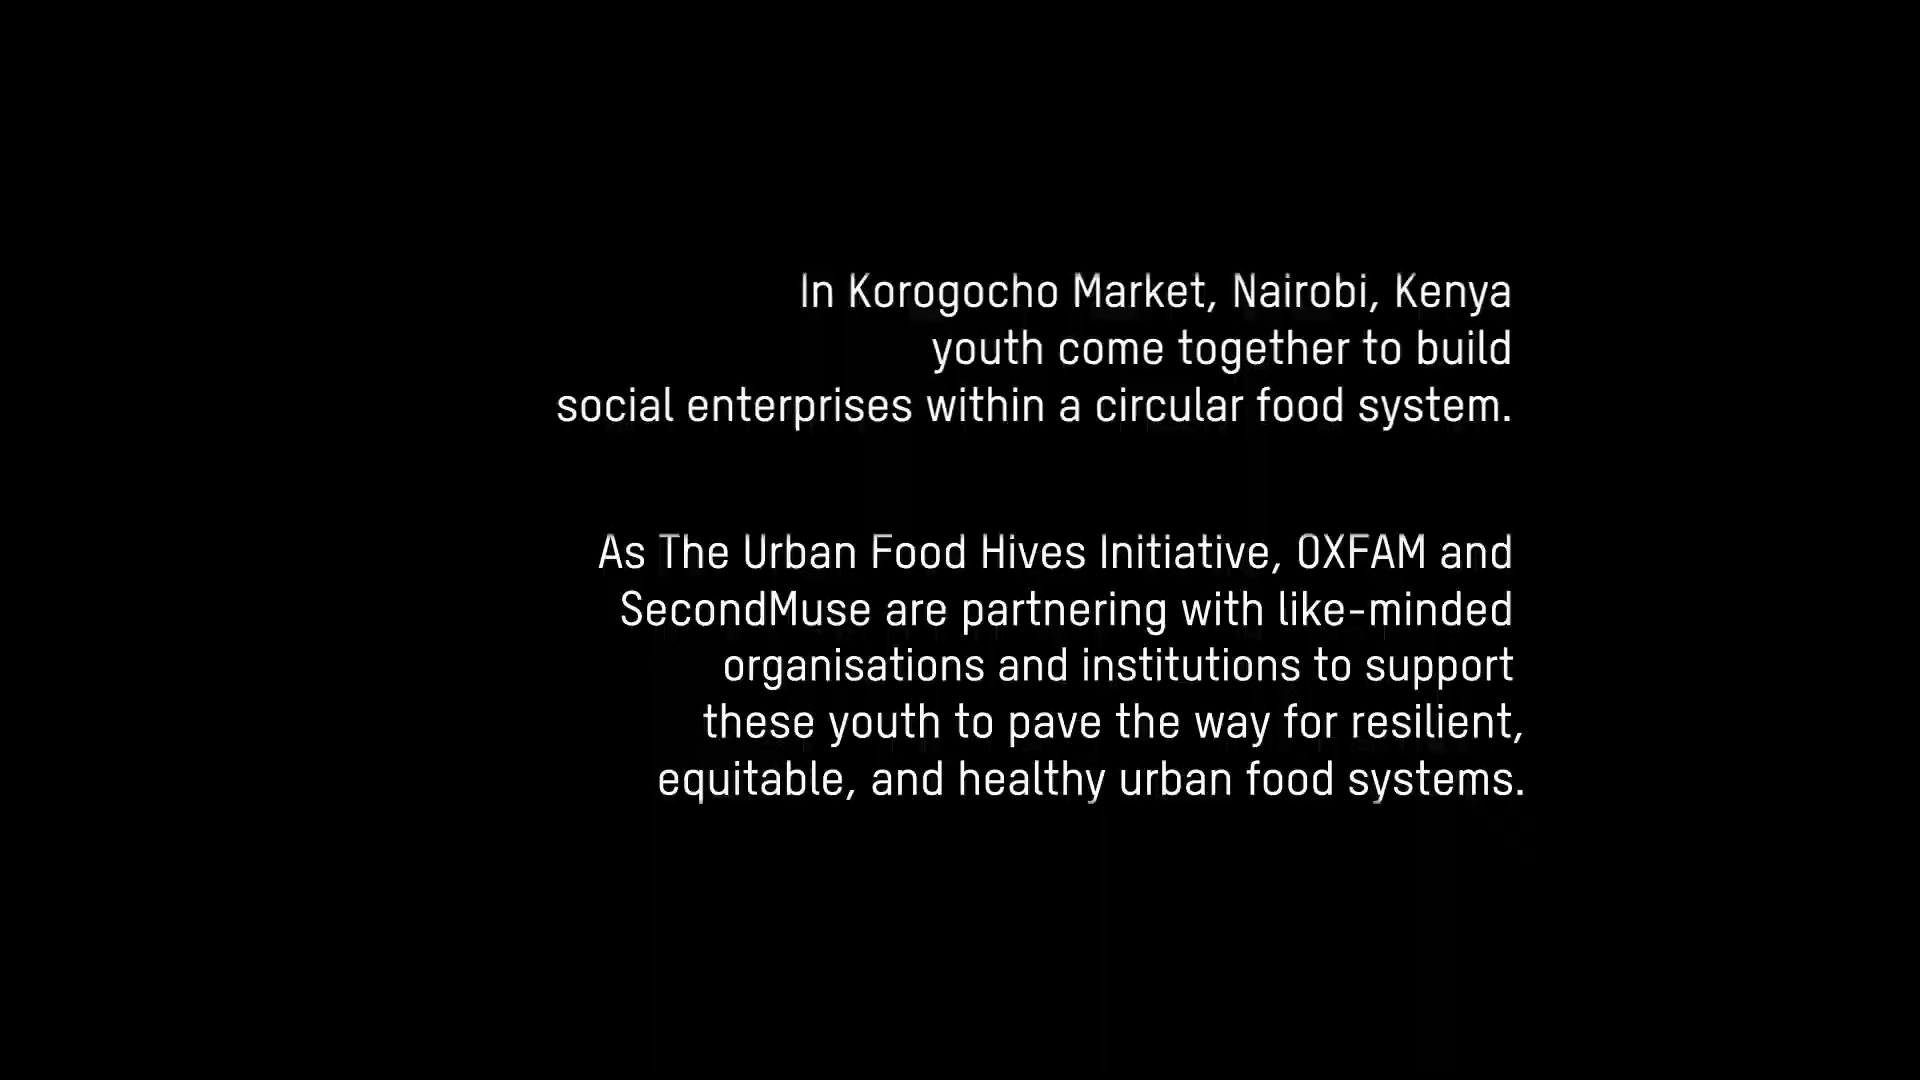 In Korogocho Market, Nairobi, Kenya
youth come together to build
social enterprises within a circular food system.
As The Urban Food Hives Initiative, OXFAM and
SecondMuse are partnering with like-minded
organisations and institutions to support
these youth to pave the way for resilient,
equitable, and healthy urban food systems.